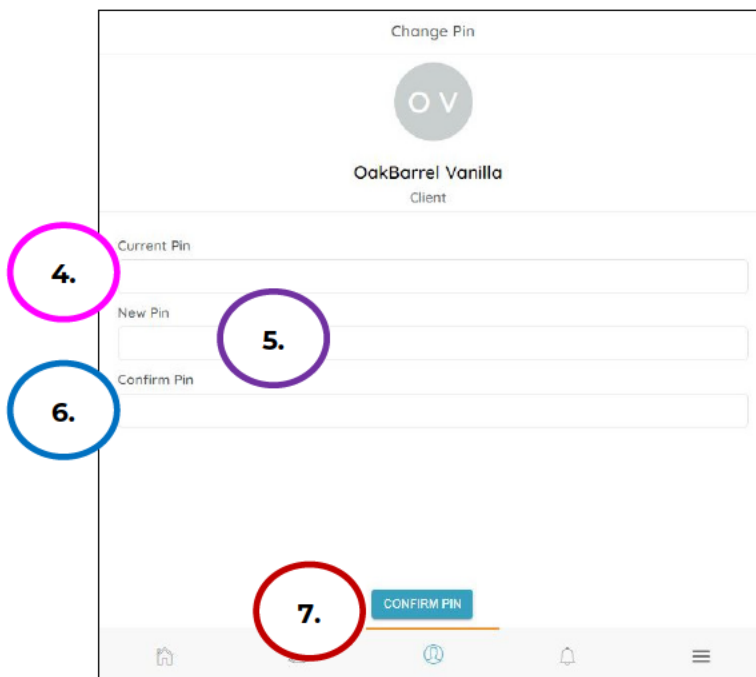 Change Pin
O V
OakBarrel Vanilla
Client
Current Pin
4.
New Pin
5.
Confirm Pin
6.
7.
CONFIRM PIN